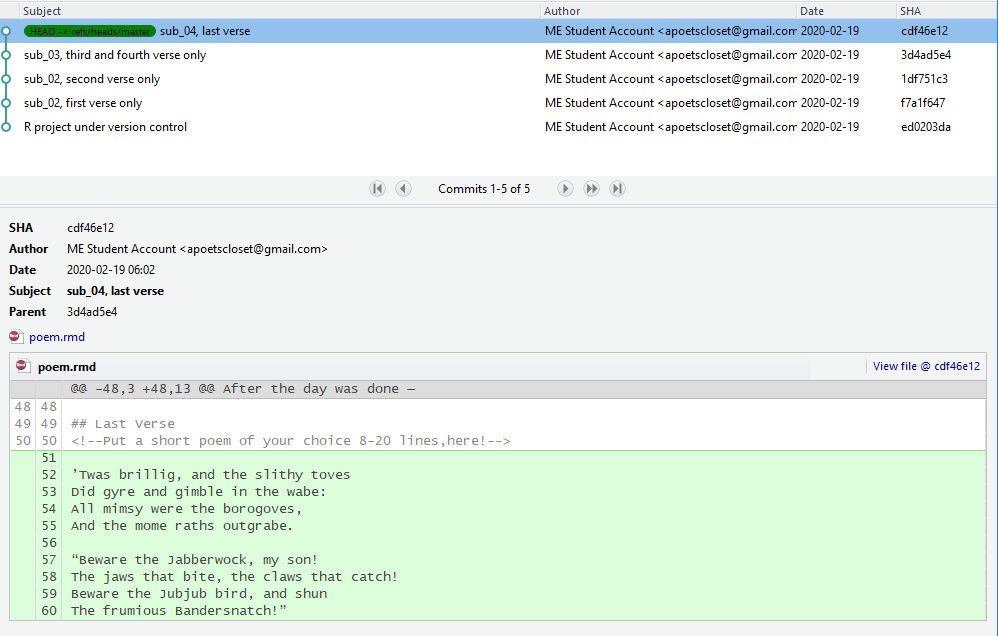 Subject Author Date SHA
HEAD -> refs/heads/master sub_04, last verse ME Student Account <apoetscloset@gmail.com 2020-02-19 cdf46e12
sub_03, third and fourth verse only ME Student Account <apoetscloset@gmail.com 2020-02-19 3d4ad5e4
sub_02, second verse only ME Student Account <apoetscloset@gmail.com 2020-02-19 1df751c3
sub_02, first verse only ME Student Account <apoetscloset@gmail.com 2020-02-19 f7a1f647
R project under version control ME Student Account <apoetscloset@gmail.com 2020-02-19 ed0203da
Commits 1-5 of 5
SHA cdf46e12
Author ME Student Account <apoetscloset@gmail.com>
Date 2020-02-19 06:02
Subject sub_04, last verse
Parent 3d4ad5e4
poem.rmd
poem.rmd View file @ cdf46e12
@@ -48,3 +48,13 @@ After the day was done —
48 48
49 49 ## Last Verse
50 50 <!--Put a short poem of your choice 8-20 lines,here!-->
51
52 'Twas brillig, and the slithy toves
53 Did gyre and gimble in the wabe:
54 All mimsy were the borogoves,
55 And the mome raths outgrabe.
56
57 “Beware the Jabberwock, my son!
58 The jaws that bite, the claws that catch!
59 Beware the Jubjub bird, and shun
60 The frumious Bandersnatch!”